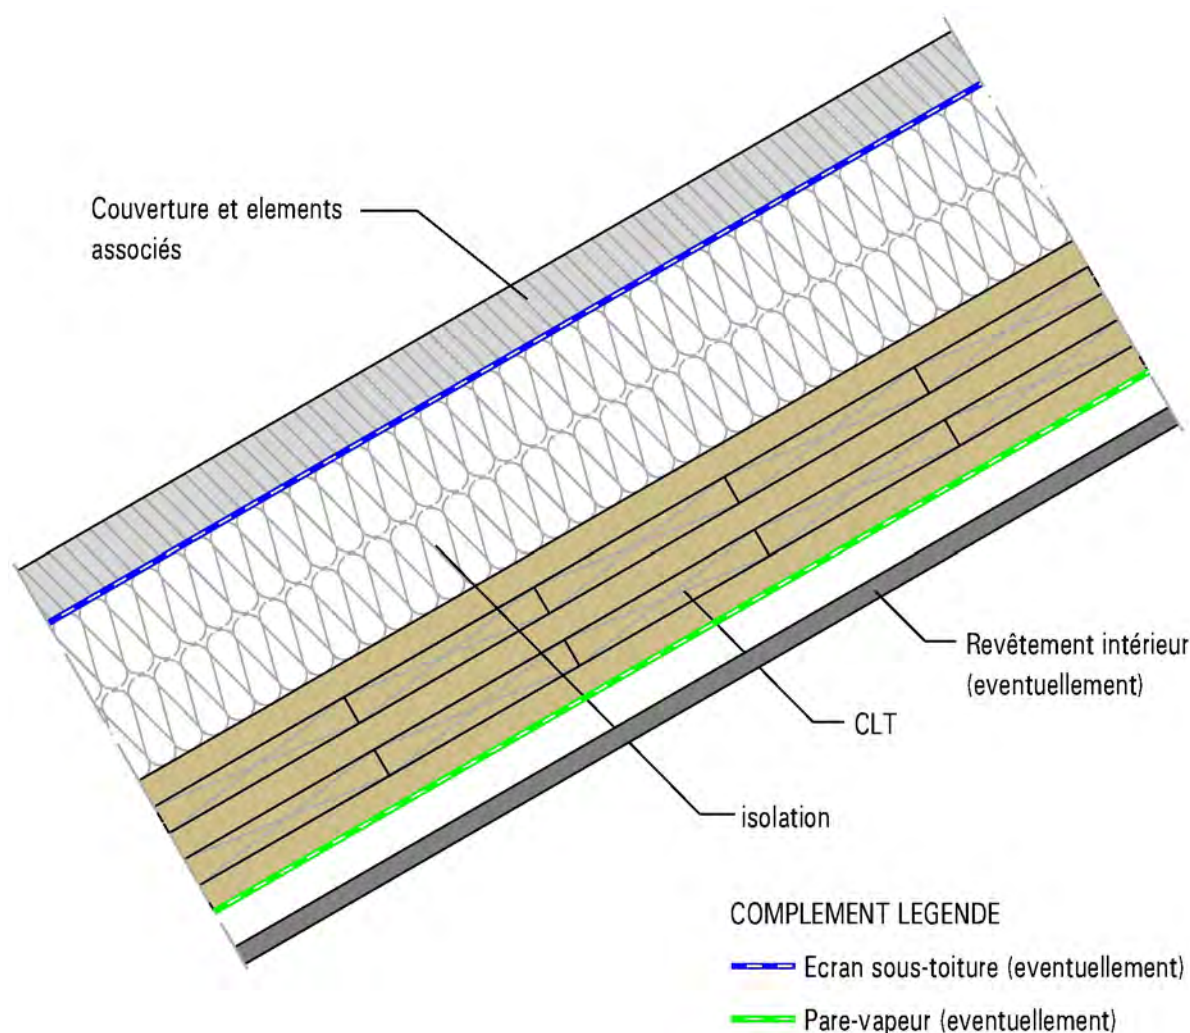 Couverture et elements
associés
Revêtement intérieur
(eventuellement)
CLT
isolation
COMPLEMENT LEGENDE
Ecran sous-toiture (eventuellement)
Pare-vapeur (eventuellement)